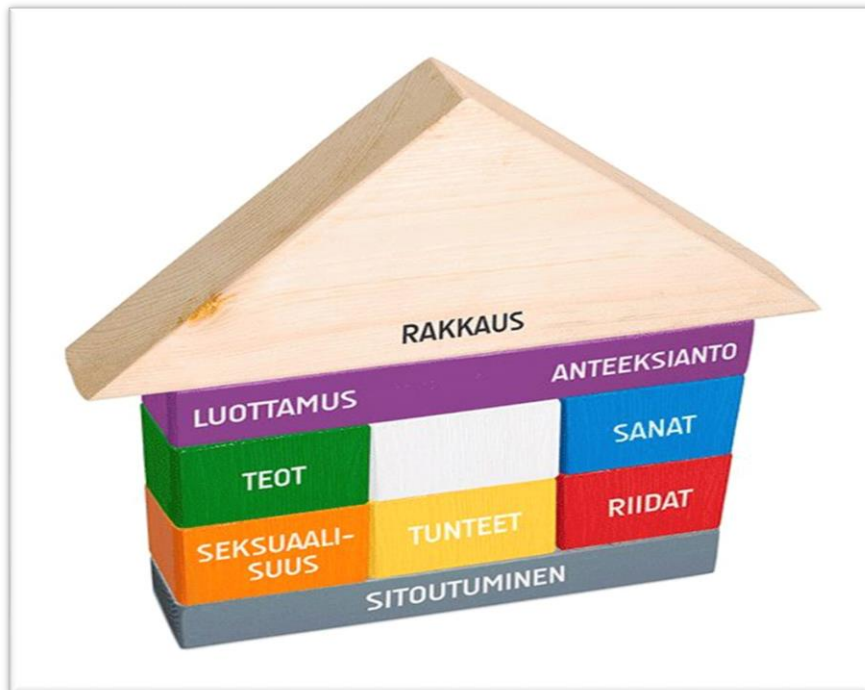 RAKKAUS
ANTEEKSIANTO
LUOTTAMUS
SANAT
TEOT
RIIDAT
TUNTEET
SEKSUAALI-
SUUS
SITOUTUMINEN